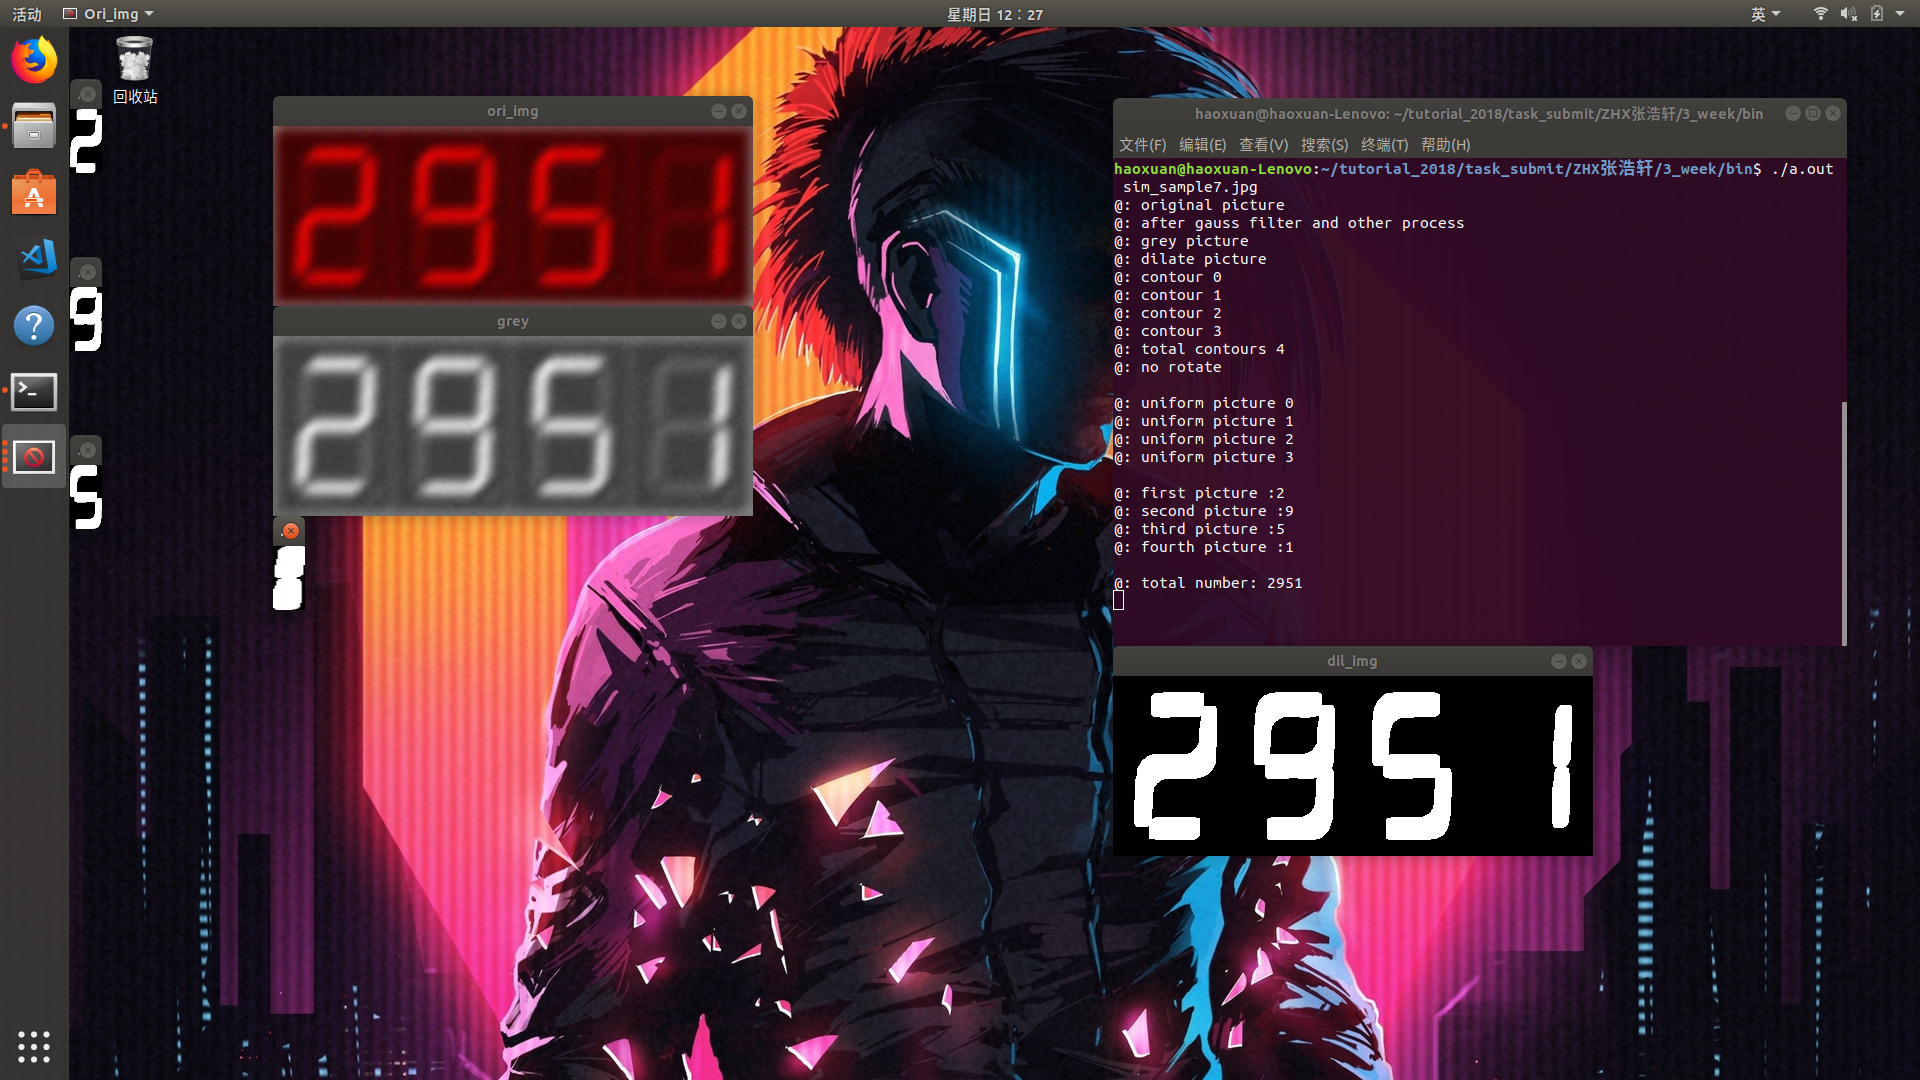 活动 Ori_img 星期日 12：27 英
回收站
2
9
5
ori_img
2951
grey
2951
haoxuan@haoxuan-Lenovo: ~/tutorial_2018/task_submit/ZHX张浩轩/3_week/bin
文件(F) 编辑(E) 查看(V) 搜索(S) 终端(T) 帮助(H)
haoxuan@haoxuan-Lenovo:~/tutorial_2018/task_submit/ZHX张浩轩/3_week/bin$ ./a.out
sim_sample7.jpg
@: original picture
@: after gauss filter and other process
@: grey picture
@: dilate picture
@: contour 0
@: contour 1
@: contour 2
@: contour 3
@: total contours 4
@: no rotate
@: uniform picture 0
@: uniform picture 1
@: uniform picture 2
@: uniform picture 3
@: first picture :2
@: second picture :9
@: third picture :5
@: fourth picture :1
@: total number: 2951
dil_img
2951